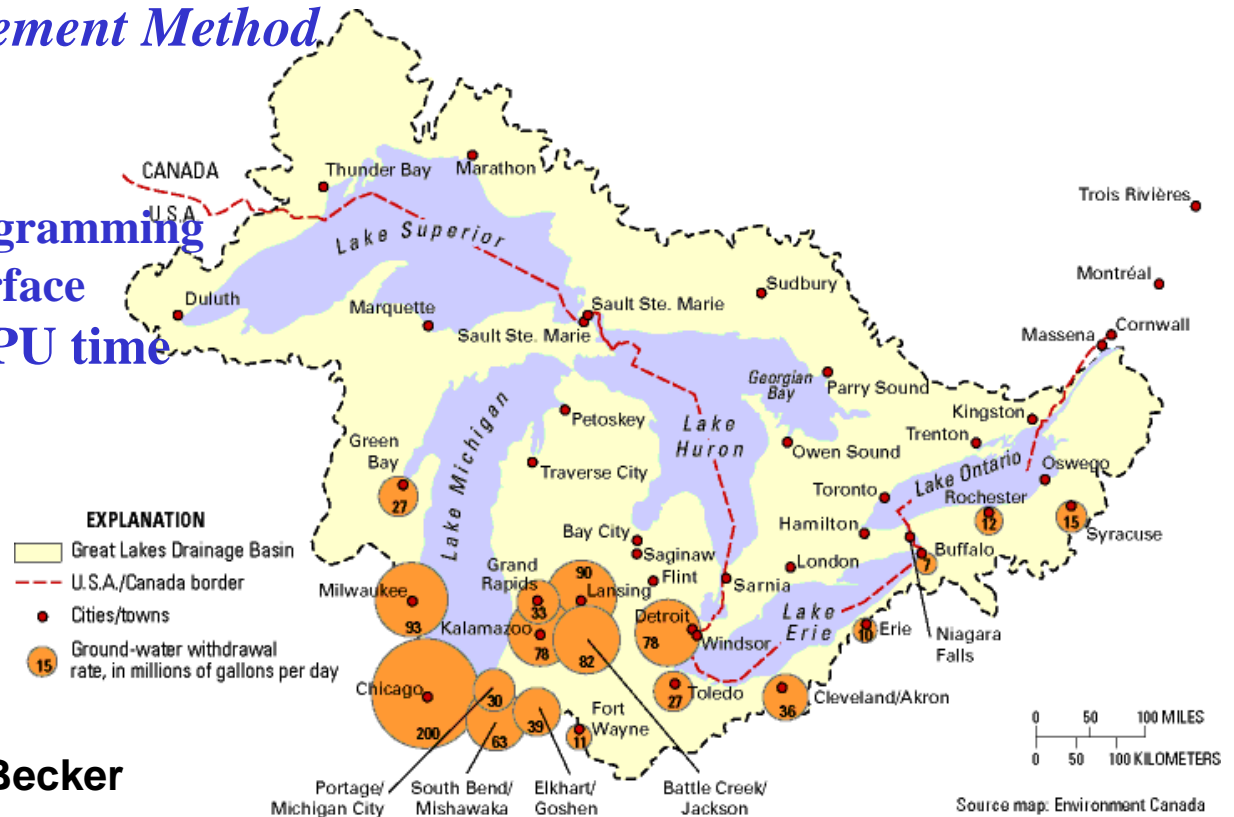 ement Method
gramming
rface
PU time
Becker
CANADA
U.S.A.
Thunder Bay
Marathon
Lake Superior
Duluth
Marquette
Sault Ste. Marie
Sault Ste. Marie
Sudbury
Trois Rivières
Montréal
Cornwall
Massena
Georgian
Bay
Parry Sound
Kingston
Trenton
Petoskey
Lake
Huron
Owen Sound
Lake Michigan
Green
Bay
27
Traverse City
Toronto
Lake Ontario
Oswego
Rochester
12
15
Syracuse
Hamilton
Bay City
Saginaw
Flint
London
Sarnia
Buffalo
7
Niagara
Falls
Lake
Erie
Erie
10
EXPLANATION
Great Lakes Drainage Basin
U.S.A./Canada border
Cities/towns
15
Ground-water withdrawal
rate, in millions of gallons per day
Milwaukee
93
Grand
Rapids
33
90
Lansing
Kalamazoo
78
82
Detroit
78
Windsor
Chicago
200
30
63
39
Fort
Wayne
11
27
Toledo
36
Cleveland/Akron
Portage/
Michigan City
South Bend/
Mishawaka
Elkhart/
Goshen
Battle Creek/
Jackson
0 50 100 MILES
0 50 100 KILOMETERS
Source map: Environment Canada